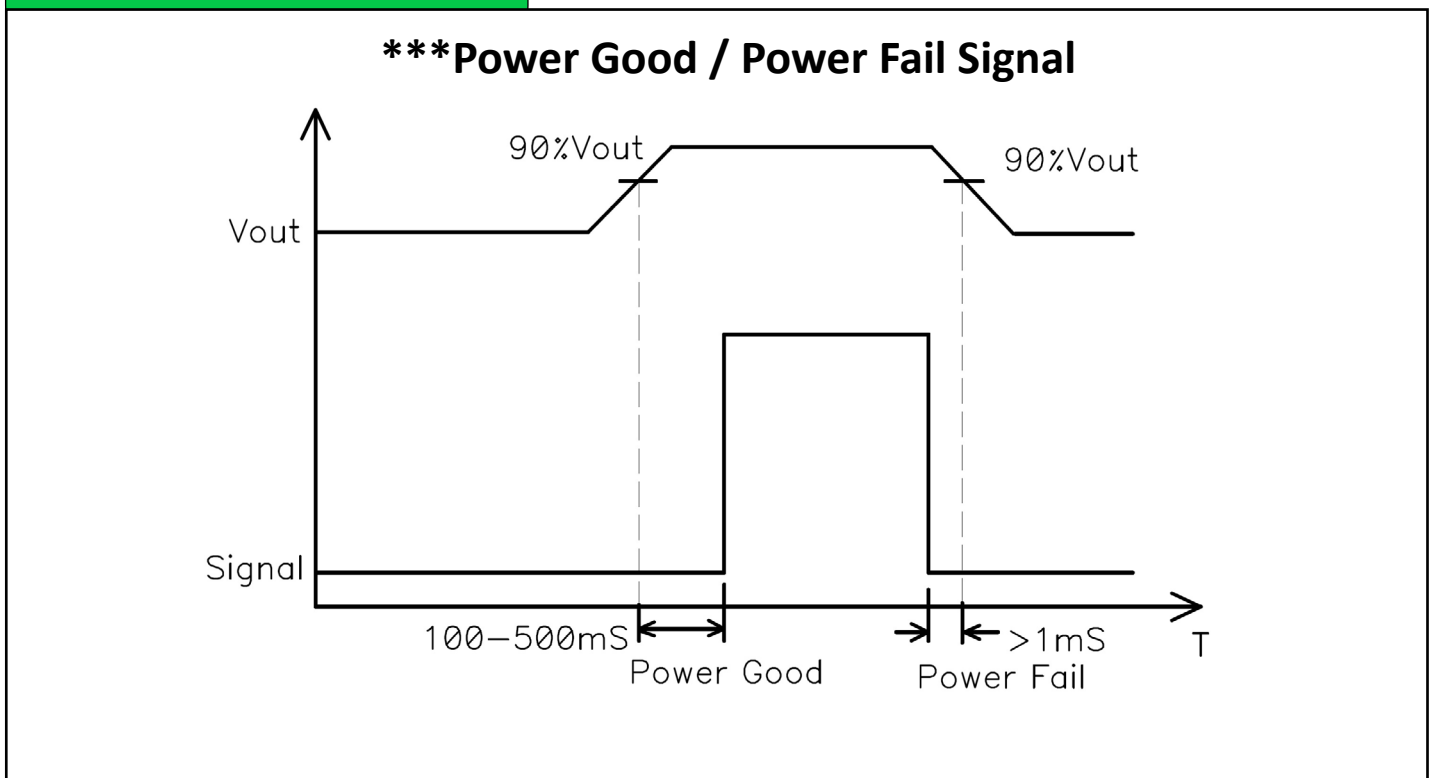 ***Power Good / Power Fail Signal
90%Vout
90%Vout
Vout
Signal
100-500mS
>1mS
T
Power Good
Power Fail